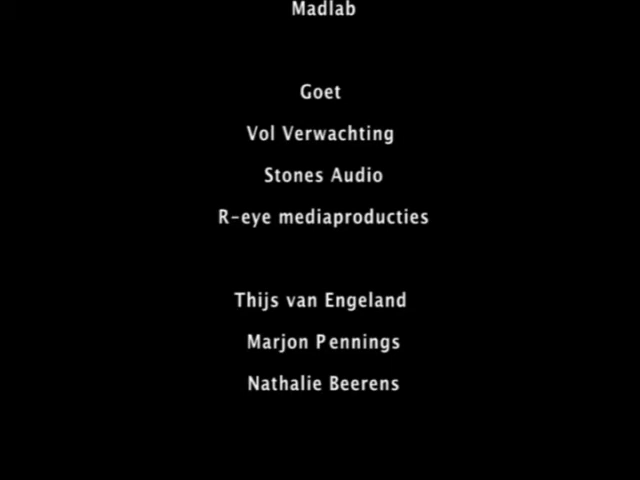 Madlab
Goet
Vol Verwachting
Stones Audio
R-eye mediaproducties
Thijs van Engeland
Marjon Pennings
Nathalie Beerens